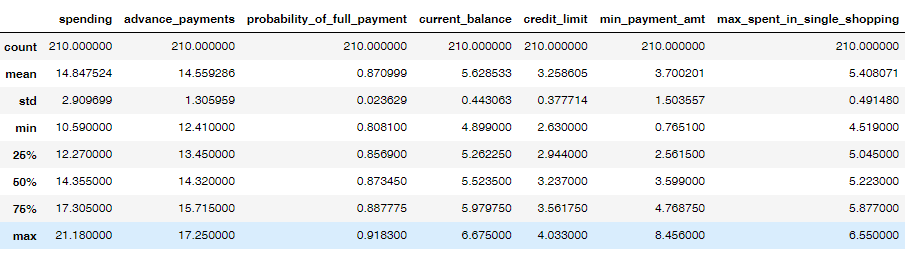 spending advance_payments probability_of_full_payment current_balance credit_limit min_payment_amt max_spent_in_single_shopping
count 210.000000 210.000000 210.000000 210.000000 210.000000 210.000000 210.000000
mean 14.847524 14.559286 0.870999 5.628533 3.258605 3.700201 5.408071
std 2.909699 1.305959 0.023629 0.443063 0.377714 1.503557 0.491480
min 10.590000 12.410000 0.808100 4.899000 2.630000 0.765100 4.519000
25% 12.270000 13.450000 0.856900 5.262250 2.944000 2.561500 5.045000
50% 14.355000 14.320000 0.873450 5.523500 3.237000 3.599000 5.223000
75% 17.305000 15.715000 0.887775 5.979750 3.561750 4.768750 5.877000
max 21.180000 17.250000 0.918300 6.675000 4.033000 8.456000 6.550000